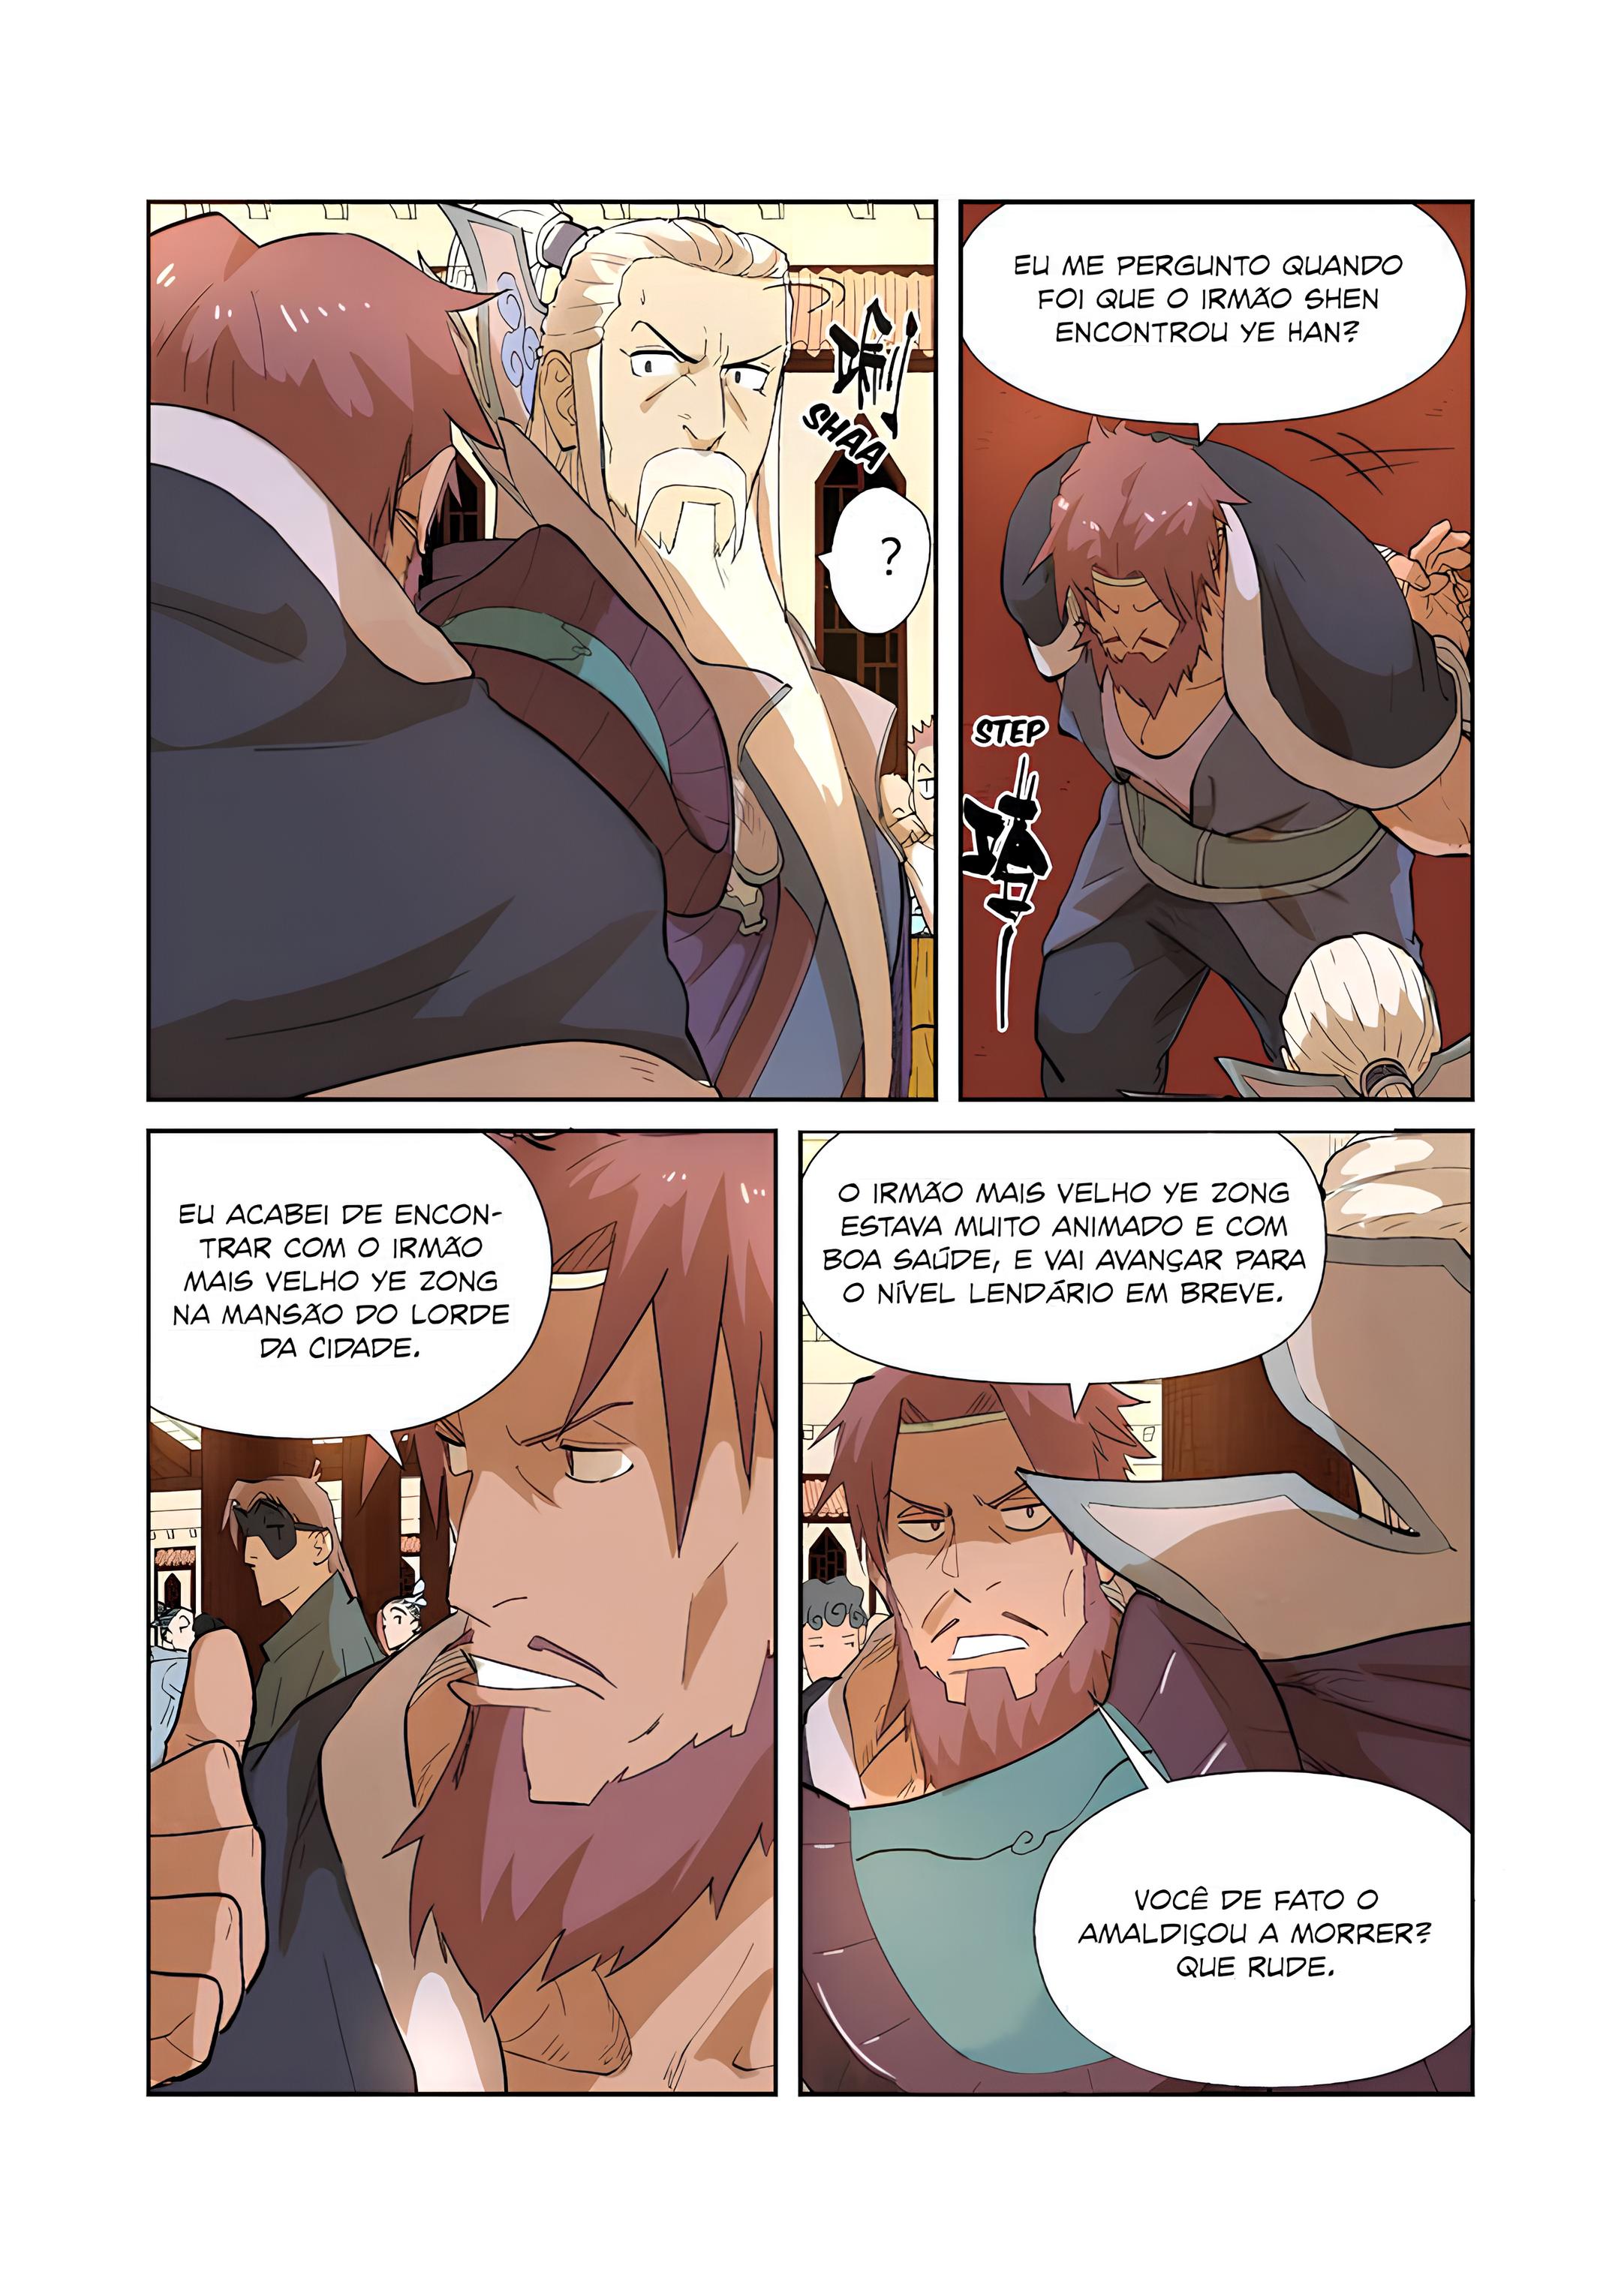 唰
SHAA
?
EU ME PERGUNTO QUANDO
FOI QUE O IRMÃO SHEN
ENCONTROU YE HAN?
STEP
EU ACABEI DE ENCON-
TRAR COM O IRMÃO
MAIS VELHO YE ZONG
NA MANSÃO DO LORDE
DA CIDADE.
O IRMÃO MAIS VELHO YE ZONG
ESTAVA MUITO ANIMADO E COM
BOA SAÚDE, E VAI AVANÇAR PARA
O NÍVEL LENDÁRIO EM BREVE.
VOCÊ DE FATO O
AMALDIÇOU A MORRER?
QUE RUDE.